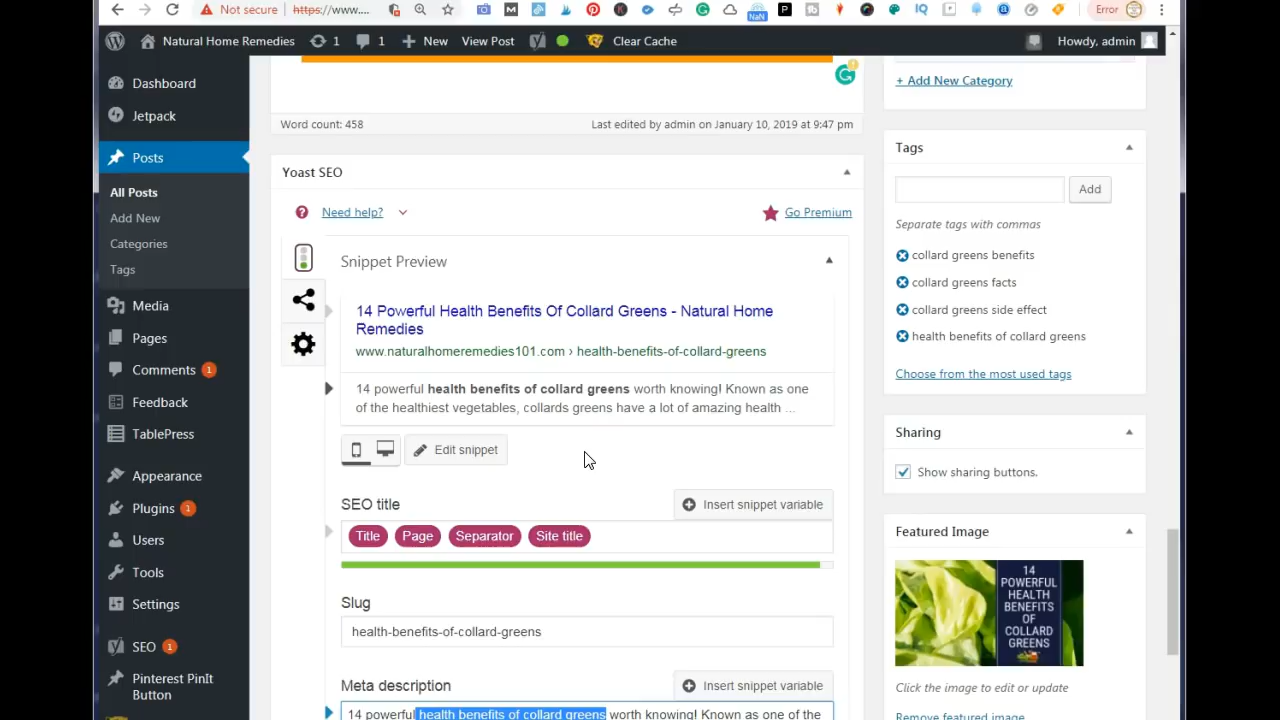 Not secure https://www....
NaN
Error
Natural Home Remedies 1 1 New View Post Clear Cache Howdy, admin
Dashboard
Jetpack
Posts
All Posts
Add New
Categories
Tags
Media
Pages
Comments 1
Feedback
TablePress
Appearance
Plugins 1
Users
Tools
Settings
SEO 1
Pinterest PinIt
Button
Word count: 458 Last edited by admin on January 10, 2019 at 9:47 pm
Yoast SEO
Need help? Go Premium
Snippet Preview
14 Powerful Health Benefits Of Collard Greens - Natural Home
Remedies
www.naturalhomeremedies101.com › health-benefits-of-collard-greens
14 powerful health benefits of collard greens worth knowing! Known as one
of the healthiest vegetables, collards greens have a lot of amazing health ...
Edit snippet
SEO title Insert snippet variable
Title Page Separator Site title
Slug
health-benefits-of-collard-greens
Meta description Insert snippet variable
14 powerful health benefits of collard greens worth knowing! Known as one of the
+ Add New Category
Tags
Add
Separate tags with commas
collard greens benefits
collard greens facts
collard greens side effect
health benefits of collard greens
Choose from the most used tags
Sharing
Show sharing buttons.
Featured Image
14
POWERFUL
HEALTH
BENEFITS
OF
COLLARD
GREENS
Click the image to edit or update
Remove featured image